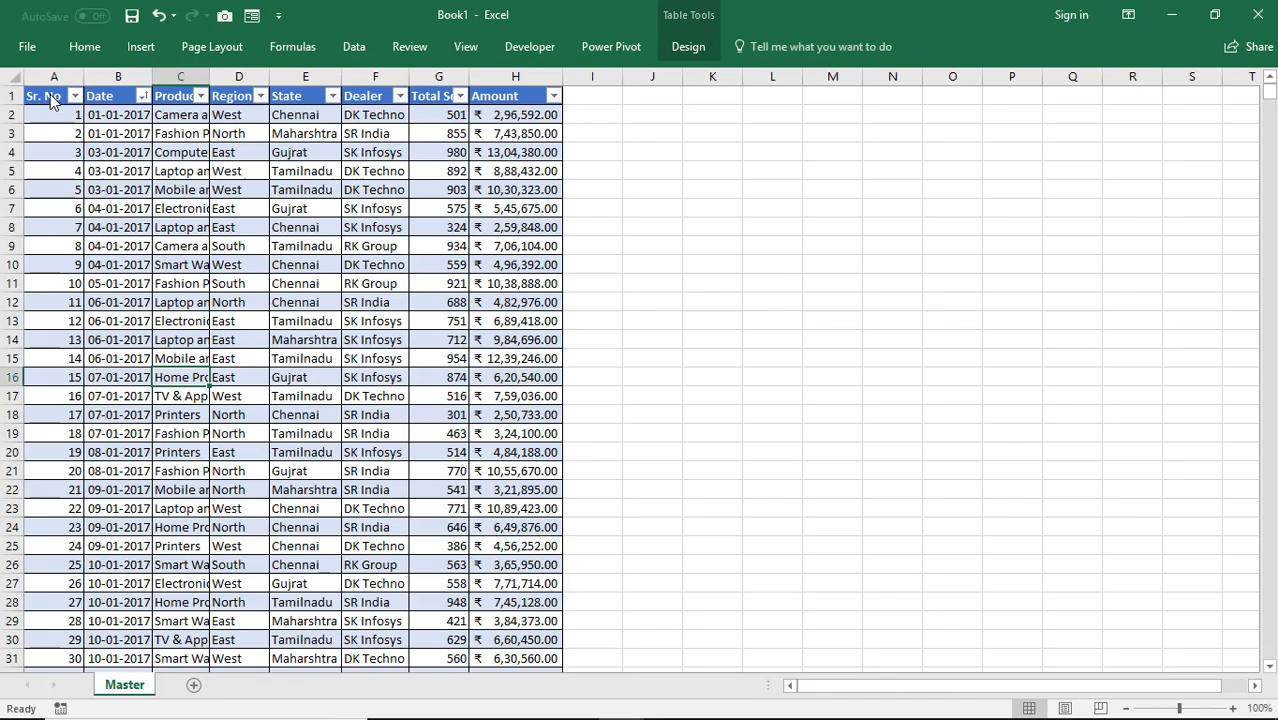 AutoSave Off Book1 - Excel Table Tools Sign in
File Home Insert Page Layout Formulas Data Review View Developer Power Pivot Design Tell me what you want to do Share
A B C D E F G H I J K L M N O P Q R S T
1 Sr. No Date Produc Region State Dealer Total Se Amount
2 1 01-01-2017 Camera a West Chennai DK Techno 501 ₹ 2,96,592.00
3 2 01-01-2017 Fashion P North Maharshtra SR India 855 ₹ 7,43,850.00
4 3 03-01-2017 Compute East Gujrat SK Infosys 980 ₹ 13,04,380.00
5 4 03-01-2017 Laptop an West Tamilnadu DK Techno 892 ₹ 8,88,432.00
6 5 03-01-2017 Mobile an West Tamilnadu DK Techno 903 ₹ 10,30,323.00
7 6 04-01-2017 Electronic East Gujrat SK Infosys 575 ₹ 5,45,675.00
8 7 04-01-2017 Laptop an East Chennai SK Infosys 324 ₹ 2,59,848.00
9 8 04-01-2017 Camera a South Tamilnadu RK Group 934 ₹ 7,06,104.00
10 9 04-01-2017 Smart Wa West Chennai DK Techno 559 ₹ 4,96,392.00
11 10 05-01-2017 Fashion P South Chennai RK Group 921 ₹ 10,38,888.00
12 11 06-01-2017 Laptop an North Chennai SR India 688 ₹ 4,82,976.00
13 12 06-01-2017 Electronic East Tamilnadu SK Infosys 751 ₹ 6,89,418.00
14 13 06-01-2017 Laptop an East Maharshtra SK Infosys 712 ₹ 9,84,696.00
15 14 06-01-2017 Mobile an East Tamilnadu SK Infosys 954 ₹ 12,39,246.00
16 15 07-01-2017 Home Pro East Gujrat SK Infosys 874 ₹ 6,20,540.00
17 16 07-01-2017 TV & App West Tamilnadu DK Techno 516 ₹ 7,59,036.00
18 17 07-01-2017 Printers North Chennai SR India 301 ₹ 2,50,733.00
19 18 07-01-2017 Fashion P North Tamilnadu SR India 463 ₹ 3,24,100.00
20 19 08-01-2017 Printers East Tamilnadu SK Infosys 514 ₹ 4,84,188.00
21 20 08-01-2017 Fashion P North Gujrat SR India 770 ₹ 10,55,670.00
22 21 09-01-2017 Mobile an North Maharshtra SR India 541 ₹ 3,21,895.00
23 22 09-01-2017 Laptop an West Chennai DK Techno 771 ₹ 10,89,423.00
24 23 09-01-2017 Home Pro North Chennai SR India 646 ₹ 6,49,876.00
25 24 09-01-2017 Printers West Chennai DK Techno 386 ₹ 4,56,252.00
26 25 10-01-2017 Smart Wa South Chennai RK Group 563 ₹ 3,65,950.00
27 26 10-01-2017 Electronic West Gujrat DK Techno 558 ₹ 7,71,714.00
28 27 10-01-2017 Home Pro North Tamilnadu SR India 948 ₹ 7,45,128.00
29 28 10-01-2017 Smart Wa East Maharshtra SK Infosys 421 ₹ 3,84,373.00
30 29 10-01-2017 TV & App East Tamilnadu SK Infosys 629 ₹ 6,60,450.00
31 30 10-01-2017 Smart Wa West Maharshtra DK Techno 560 ₹ 6,30,560.00
Master
Ready 100%